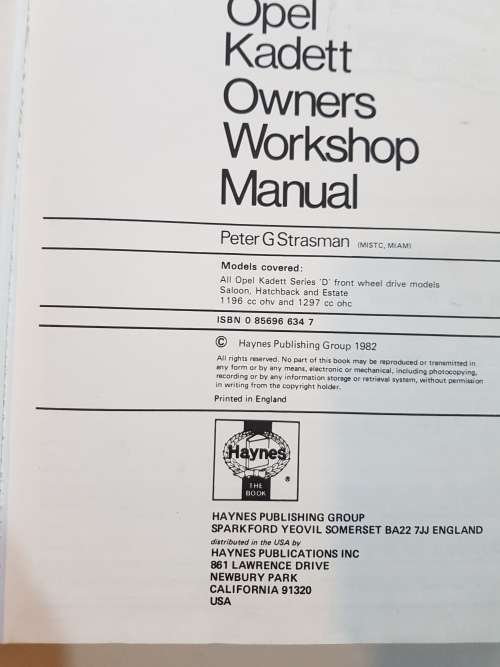 Opel
Kadett
Owners
Workshop
Manual
Peter G Strasman (MISTC, MIAMI)
Models covered:
All Opel Kadett Series 'D' front wheel drive models
Saloon, Hatchback and Estate
1196 cc ohv and 1297 cc ohc
ISBN 0 85696 634 7
© Haynes Publishing Group 1982
All rights reserved. No part of this book may be reproduced or transmitted in
any form or by any means, electronic or mechanical, including photocopying,
recording or by any information storage or retrieval system, without permission
in writing from the copyright holder.
Printed in England
Haynes
®
THE
BOOK
HAYNES PUBLISHING GROUP
SPARKFORD YEOVIL SOMERSET BA22 7JJ ENGLAND
distributed in the USA by
HAYNES PUBLICATIONS INC
861 LAWRENCE DRIVE
NEWBURY PARK
CALIFORNIA 91320
USA